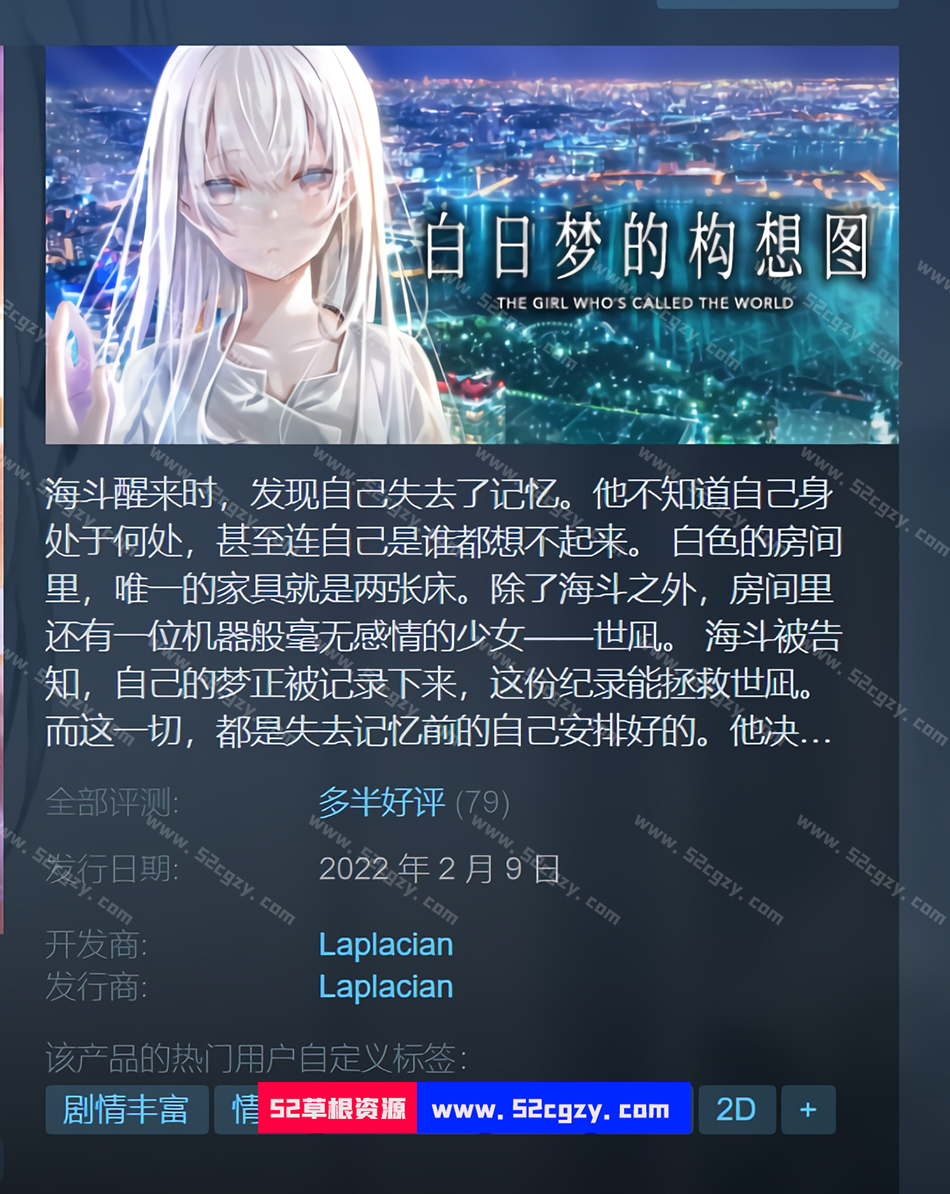 白日梦的构想图
THE GIRL WHO'S CALLED THE WORLD
海斗醒来时，发现自己失去了记忆。他不知道自己身
处于何处，甚至连自己是谁都想不起来。 白色的房间
里，唯一的家具就是两张床。除了海斗之外，房间里
还有一位机器般毫无感情的少女——世凪。 海斗被告
知，自己的梦正被记录下来，这份纪录能拯救世凪。
而这一切，都是失去记忆前的自己安排好的。他决...
全部评测: 多半好评 (79)
发行日期: 2022 年 2 月 9 日
开发商: Laplacian
发行商: Laplacian
该产品的热门用户自定义标签:
剧情丰富 情 52草根资源 www.52cgzy.com 2D +
www.52cgzy.com